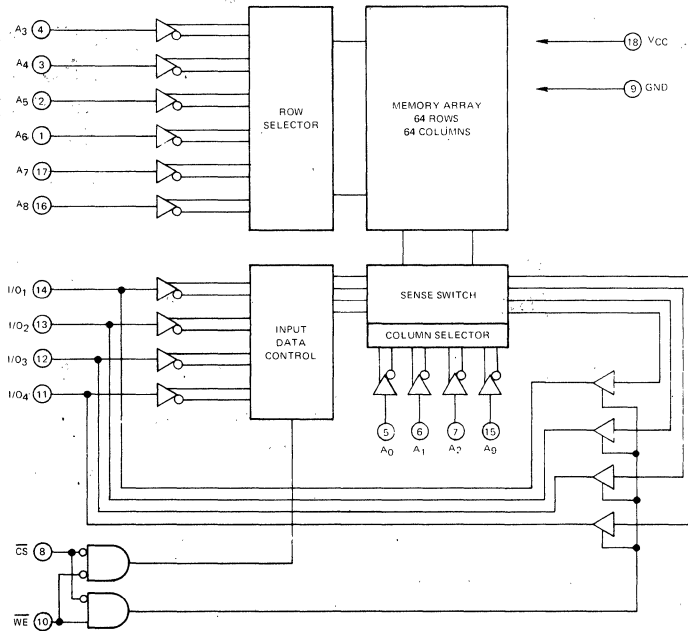 A3 4
A4 3
A5 2
A6 1
A7 17
A8 16
ROW
SELECTOR
MEMORY ARRAY
64 ROWS
64 COLUMNS
18 VCC
9 GND
I/O1 14
I/O2 13
I/O3 12
I/O4 11
INPUT
DATA
CONTROL
SENSE SWITCH
COLUMN SELECTOR
5 6 7 15
A0 A1 A2 A9
CS 8
WE 10